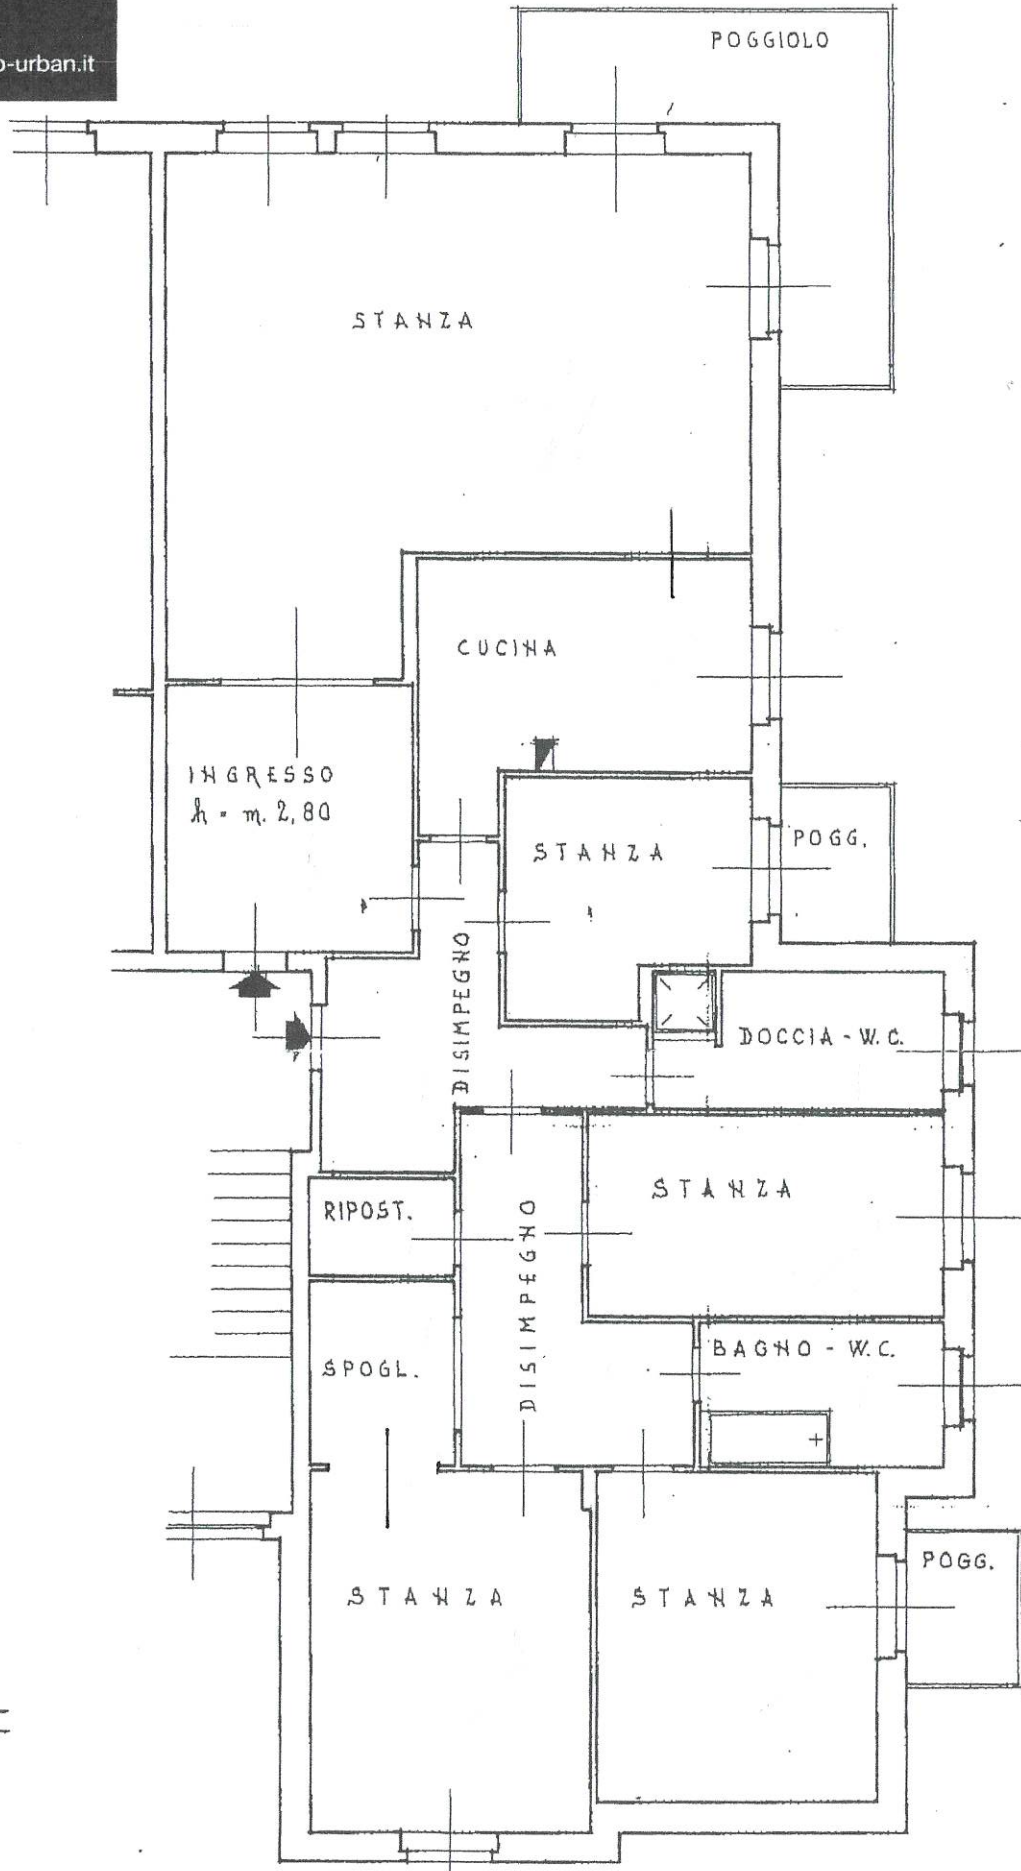 o-urban.it
POGGIOLO
STANZA
CUCINA
INGRESSO
h = m. 2,80
STANZA
POGG.
DISIMPEGNO
DOCCIA - W.C.
STANZA
RIPOST.
DISIMPEGNO
BAGNO - W.C.
SPOGL.
POGG.
STANZA
STANZA